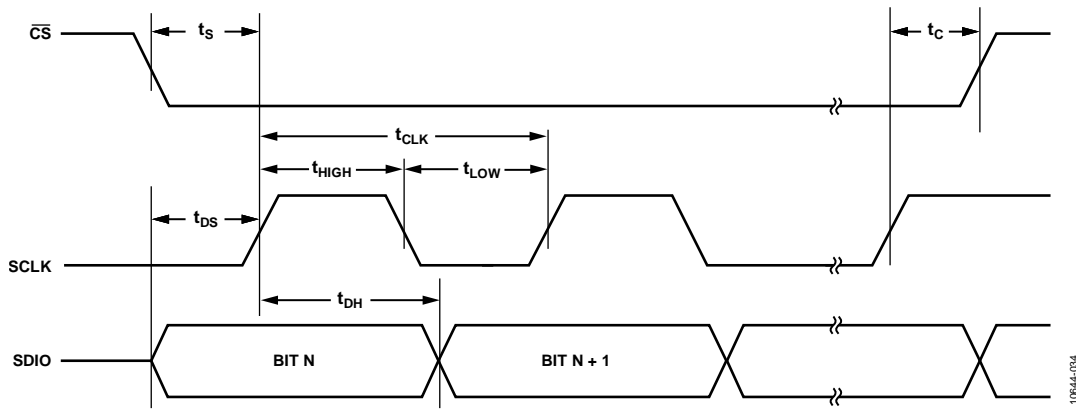 CS
tS
tC
tCLK
tHIGH
tLOW
tDS
SCLK
tDH
SDIO
BIT N
BIT N + 1
10644-034